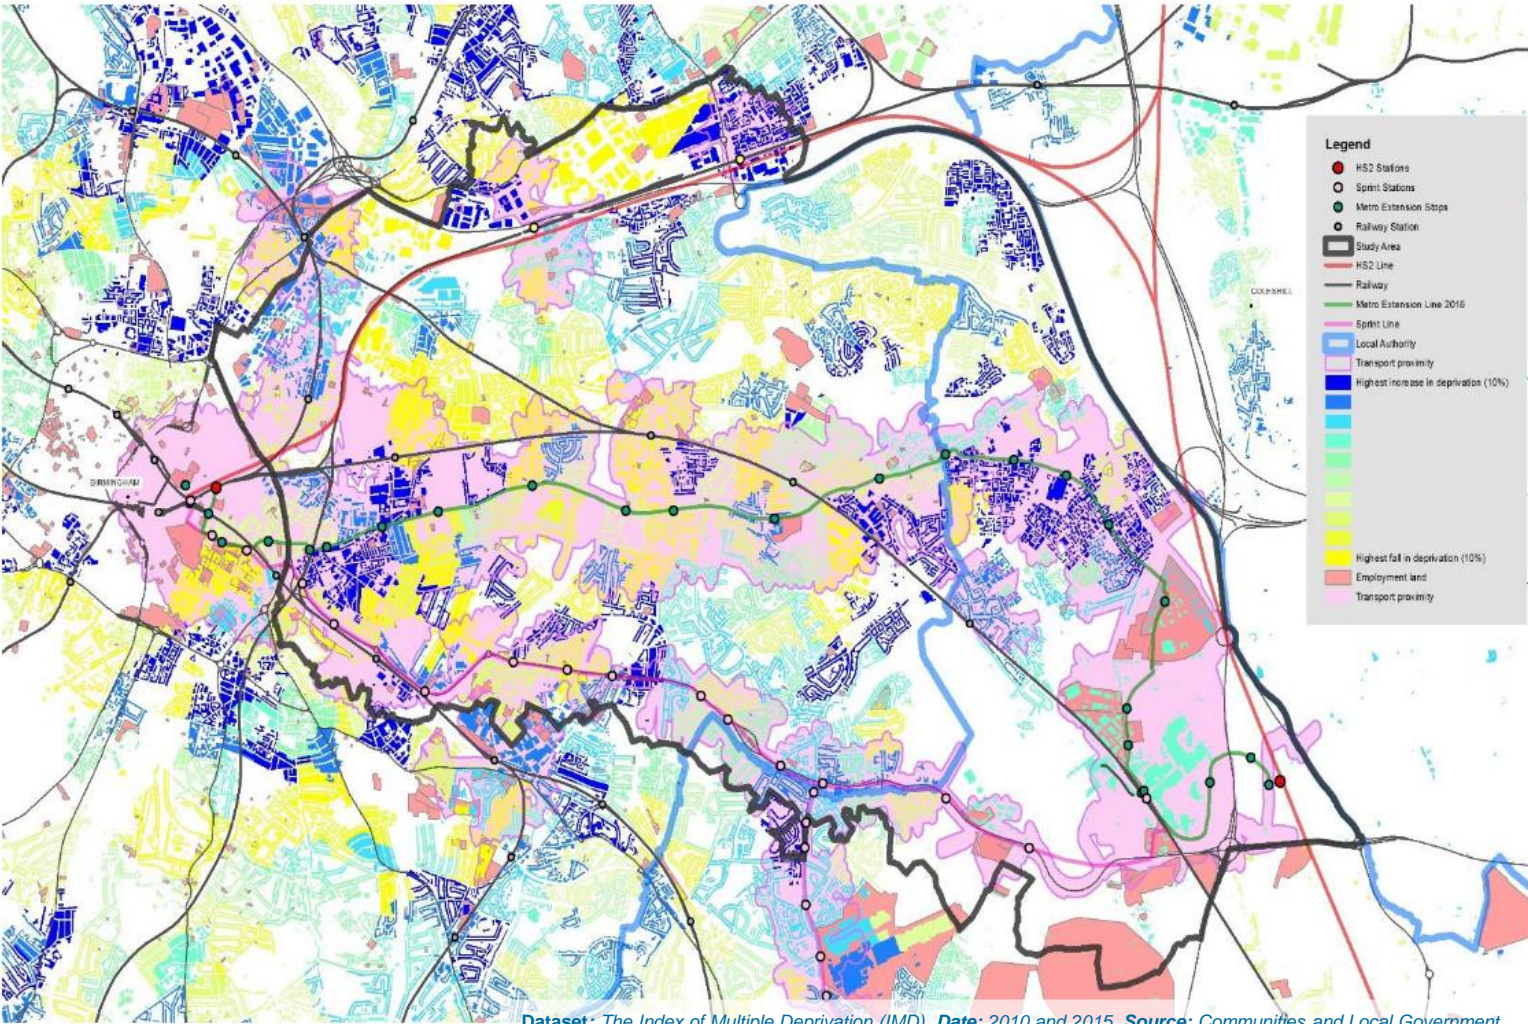 BIRMINGHAM
COLESHILL
Legend
HS2 Stations
Sprint Stations
Metro Extension Stops
Railway Station
Study Area
HS2 Line
Railway
Metro Extension Line 2016
Sprint Line
Local Authority
Transport proximity
Highest increase in deprivation (10%)
Highest fall in deprivation (10%)
Employment land
Transport proximity
Dataset: The Index of Multiple Deprivation (IMD) Date: 2010 and 2015 Source: Communities and Local Government